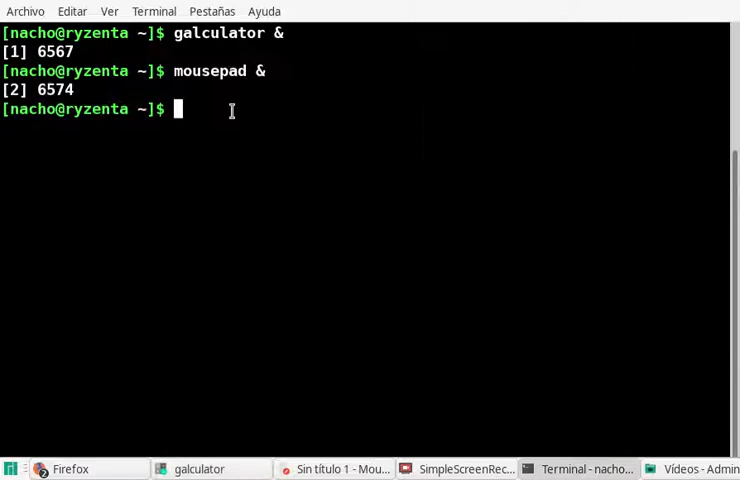 Archivo Editar Ver Terminal Pestañas Ayuda
[nacho@ryzenta ~]$ galculator &
[1] 6567
[nacho@ryzenta ~]$ mousepad &
[2] 6574
[nacho@ryzenta ~]$
Firefox galculator Sin título 1 - Mou... SimpleScreenRec... Terminal - nacho... Vídeos - Admin
2